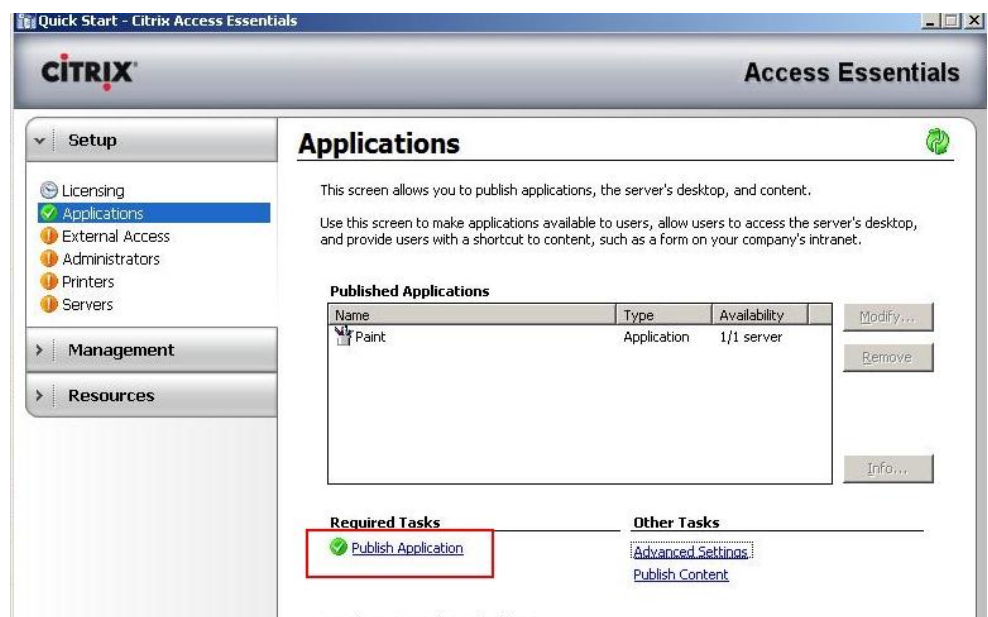 Quick Start - Citrix Access Essentials
CITRIX
Access Essentials
Setup
Licensing
Applications
External Access
Administrators
Printers
Servers
Management
Resources
Applications
This screen allows you to publish applications, the server's desktop, and content.
Use this screen to make applications available to users, allow users to access the server's desktop,
and provide users with a shortcut to content, such as a form on your company's intranet.
Published Applications
Name Type Availability
Paint Application 1/1 server
Modify...
Remove
Info...
Required Tasks
Publish Application
Other Tasks
Advanced Settings
Publish Content